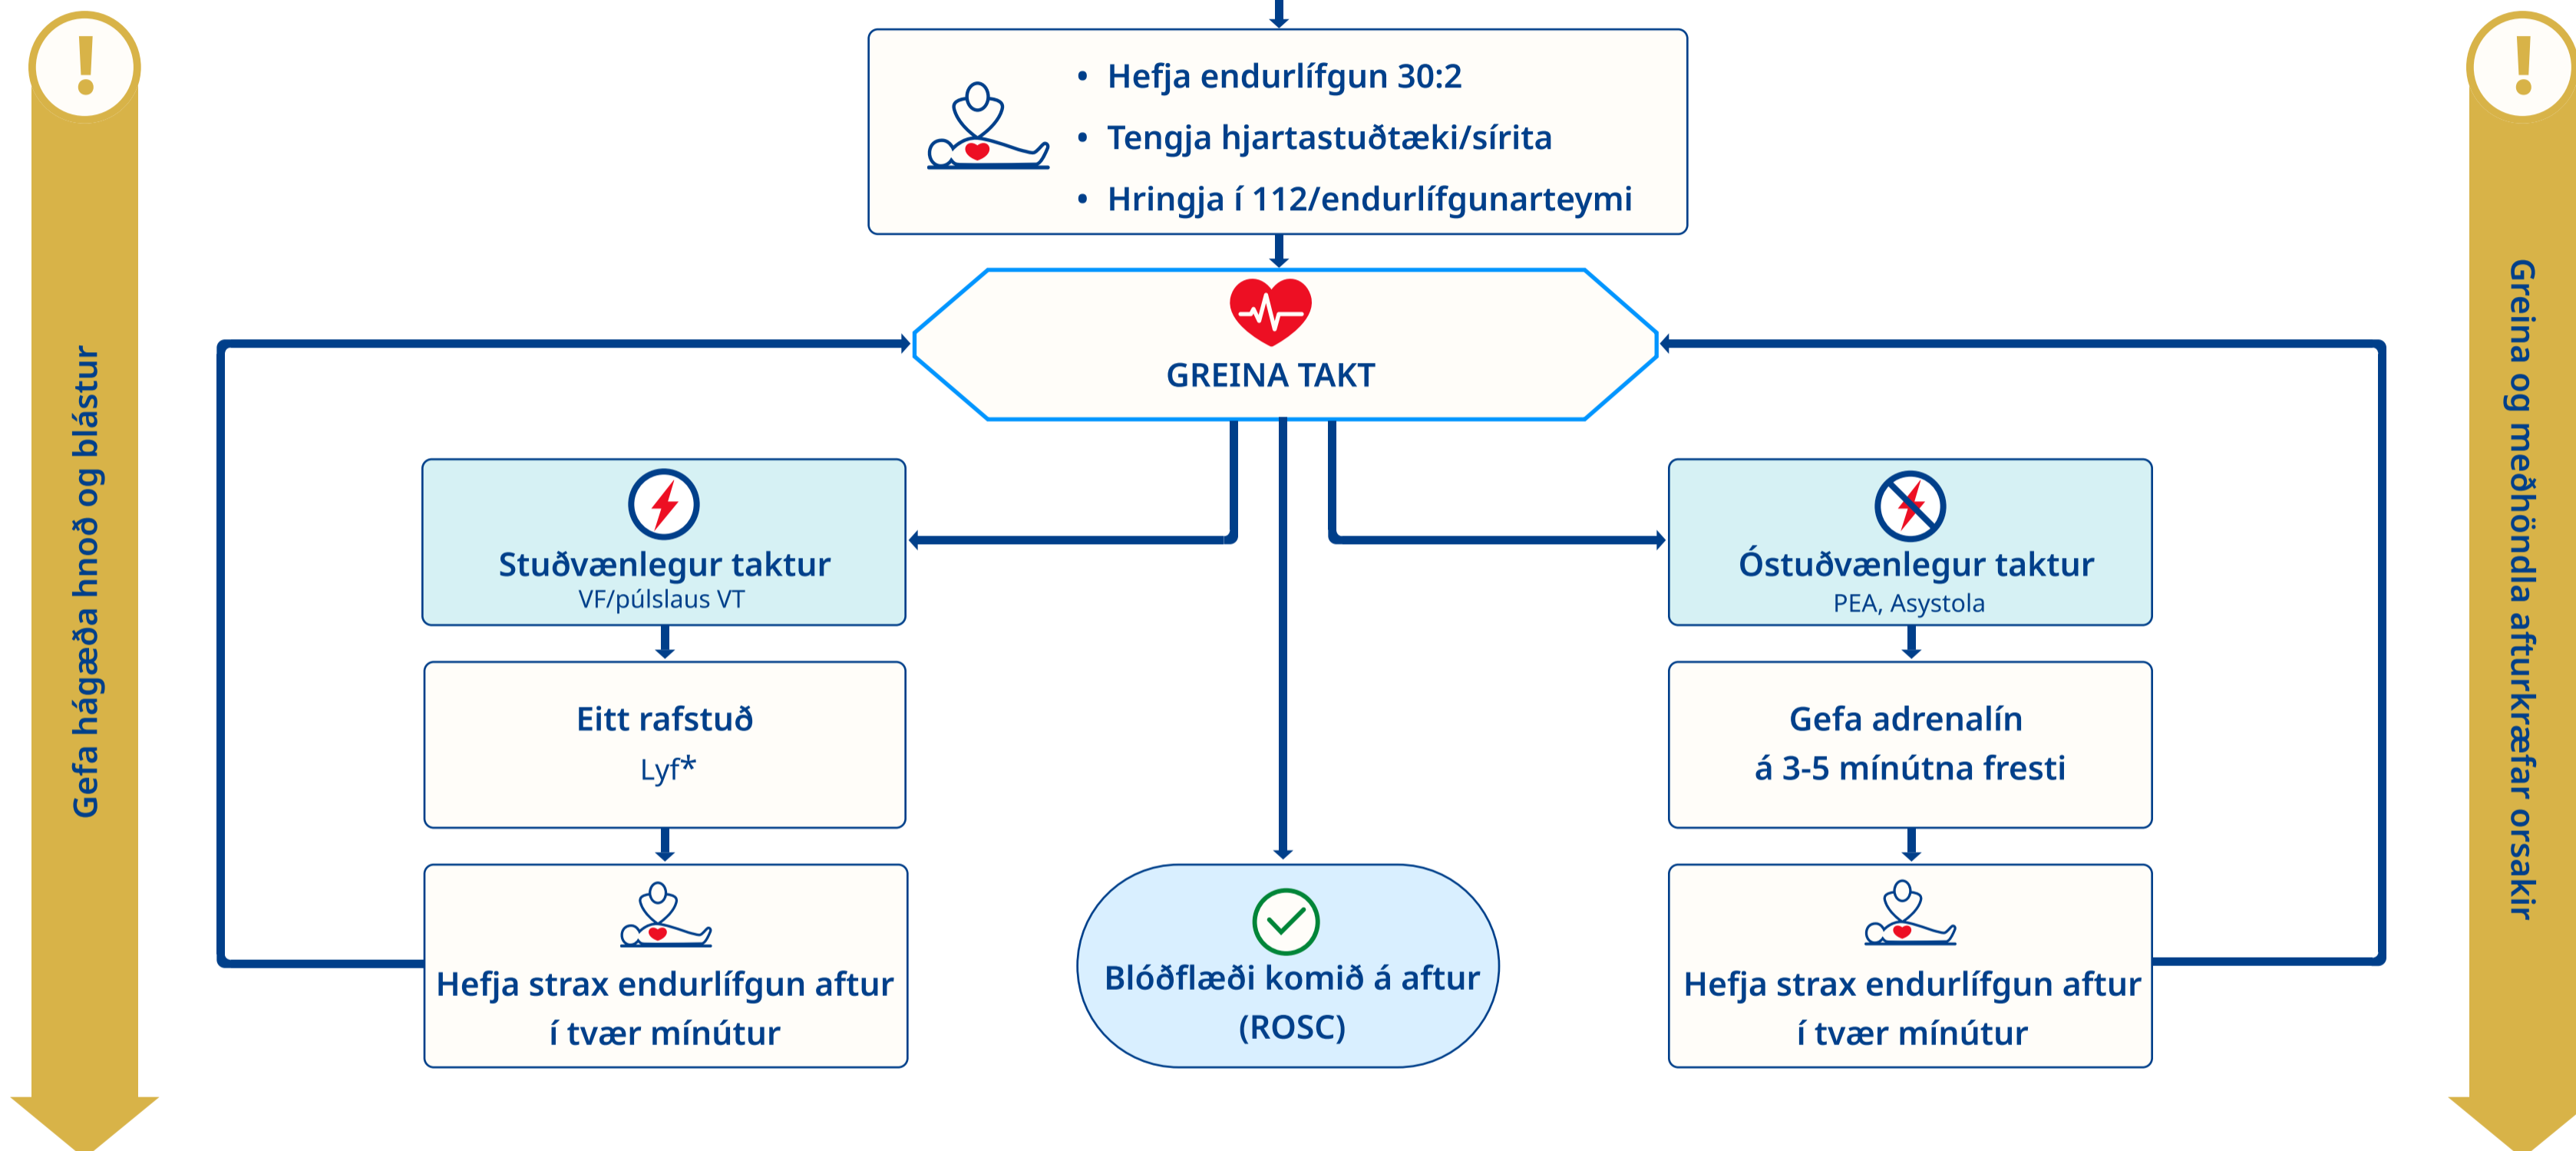 !
!
Gefa hágæða hnoð og blástur
• Hefja endurlífgun 30:2
• Tengja hjartastuðtæki/sírita
• Hringja í 112/endurlífgunarteymi
GREINA TAKT
Stuðvænlegur taktur
VF/púlslaus VT
Eitt rafstuð
Lyf*
Hefja strax endurlífgun aftur
í tvær mínútur
Blóðflæði komið á aftur
(ROSC)
Óstuðvænlegur taktur
PEA, Asystola
Gefa adrenalín
á 3-5 mínútna fresti
Hefja strax endurlífgun aftur
í tvær mínútur
Greina og meðhöndla afturkræfar orsakir